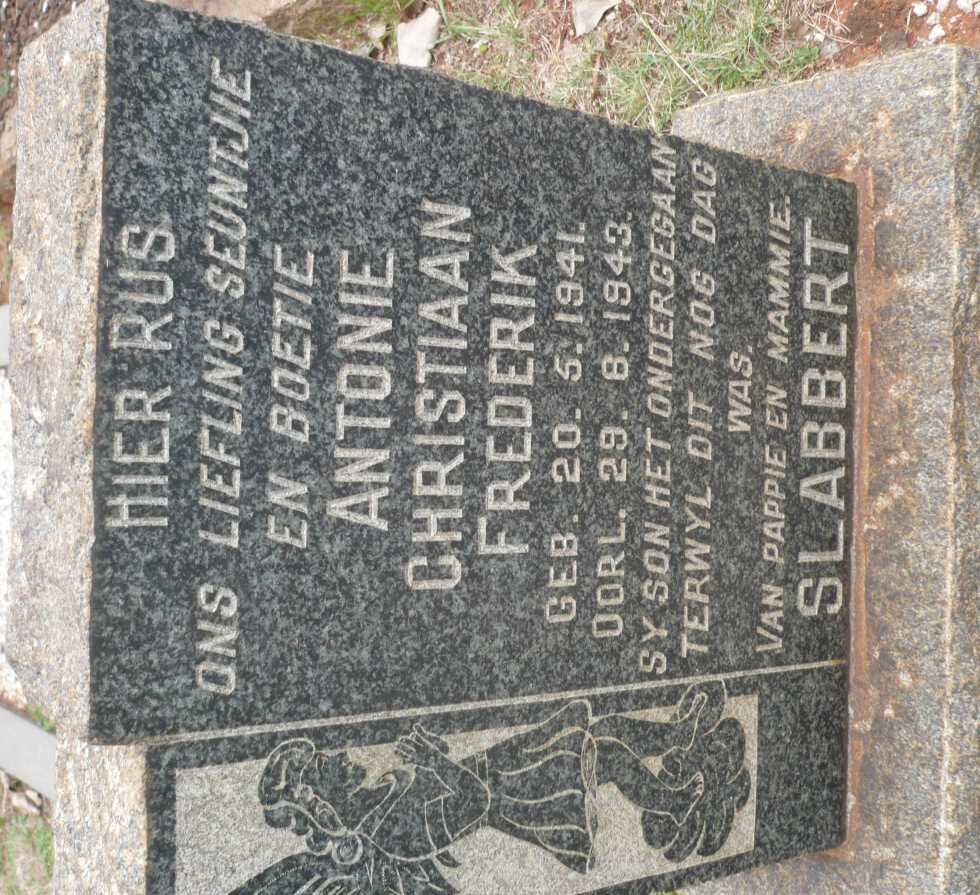 HIER RUS
ONS LIEFLING SEUNTJIE
EN BOETIE
ANTONIE
CHRISTIAAN
FREDERIK
GEB. 20. 5. 1941.
OORL. 29. 8. 1943.
SY SON HET ONDERGEGAAN
TERWYL DIT NOG DAG
WAS.
VAN PAPPIE EN MAMMIE.
SLABBERT